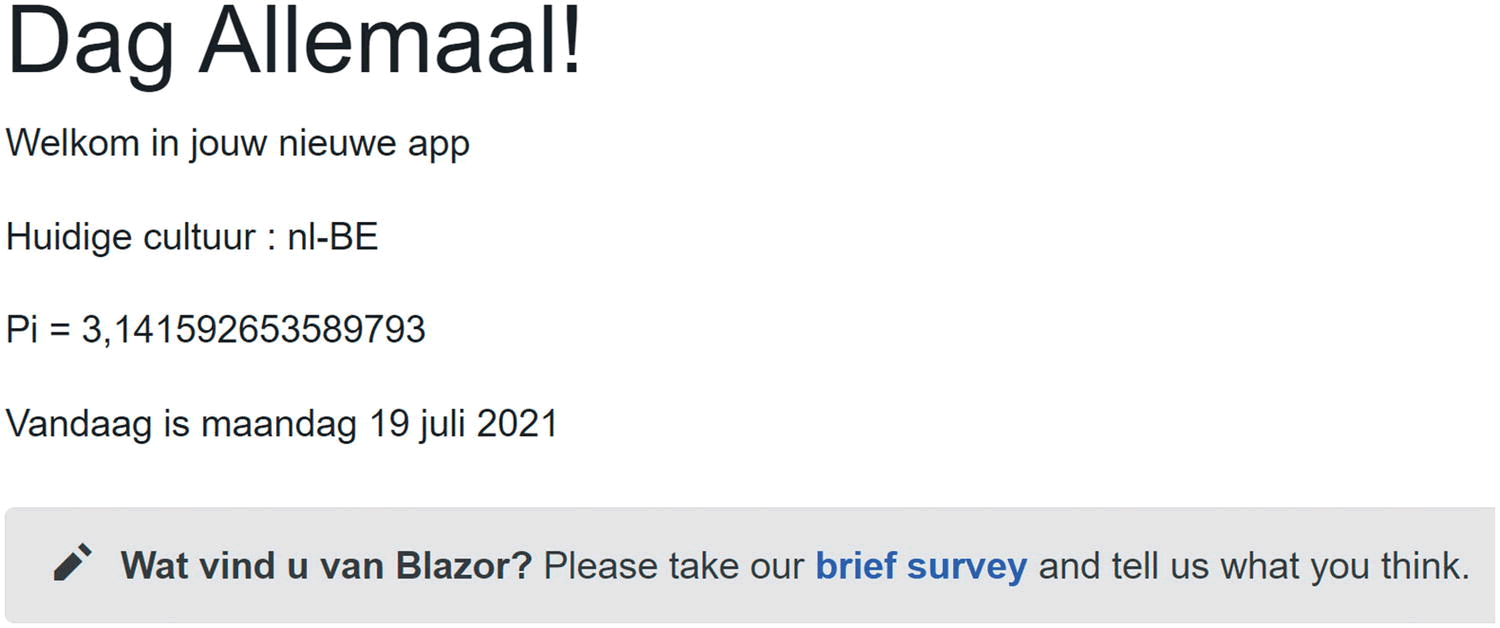 Dag Allemaal!
Welkom in jouw nieuwe app
Huidige cultuur : nl-BE
Pi = 3,141592653589793
Vandaag is maandag 19 juli 2021
Wat vind u van Blazor? Please take our brief survey and tell us what you think.